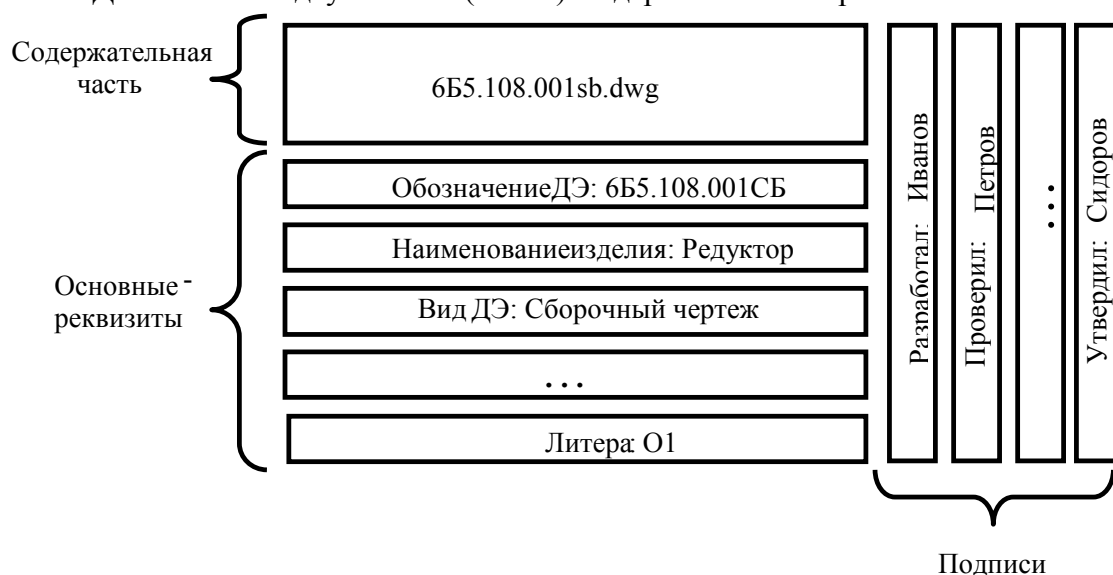 Содержательная
часть
6Б5.108.001sb.dwg
ОбозначениеДЭ: 6Б5.108.001СБ
Наименованиеизделия: Редуктор
Вид ДЭ: Сборочный чертеж
...
Литера: О1
Основные -
реквизиты
Разработал: Иванов
Проверил: Петров
...
Утвердил: Сидоров
Подписи